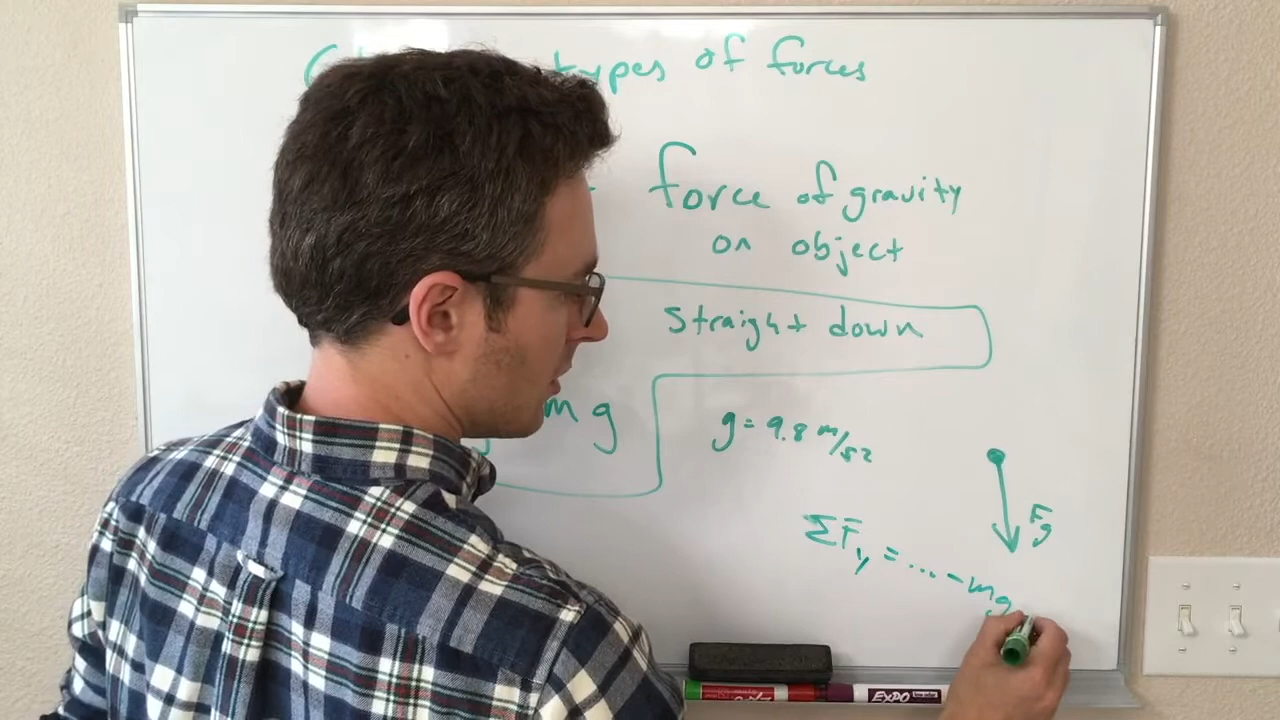 types of forces
force of gravity
on object
straight down
mg
g = 9.8 m/s2
Fg
ΣFy = ... - mg
EXPO